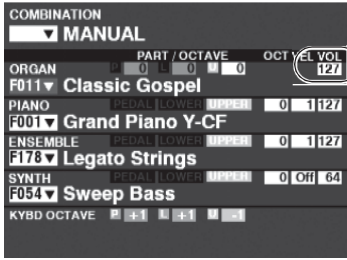 COMBINATION
▼ MANUAL
PART / OCTAVE OCT VEL VOL
ORGAN P 0 L 0 U 0 127
F011▼ Classic Gospel
PIANO PEDAL LOWER UPPER 0 1 127
F001▼ Grand Piano Y-CF
ENSEMBLE PEDAL LOWER UPPER 0 1 127
F178▼ Legato Strings
SYNTH PEDAL LOWER UPPER 0 Off 64
F054▼ Sweep Bass
KYBD OCTAVE P +1 L +1 U -1